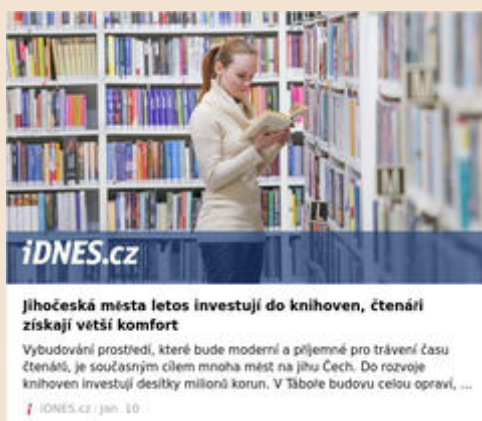 M
M
L
iDNES.cz
Jihočeská města letos investují do knihoven, čtenáři
získají větší komfort
Vybudování prostředí, které bude moderní a příjemné pro trávení času
čtenářů, je současným cílem mnoha měst na jihu Čech. Do rozvoje
knihoven investují desítky milionů korun. V Táboře budovu celou opraví, ...
iDNES.cz jan 10